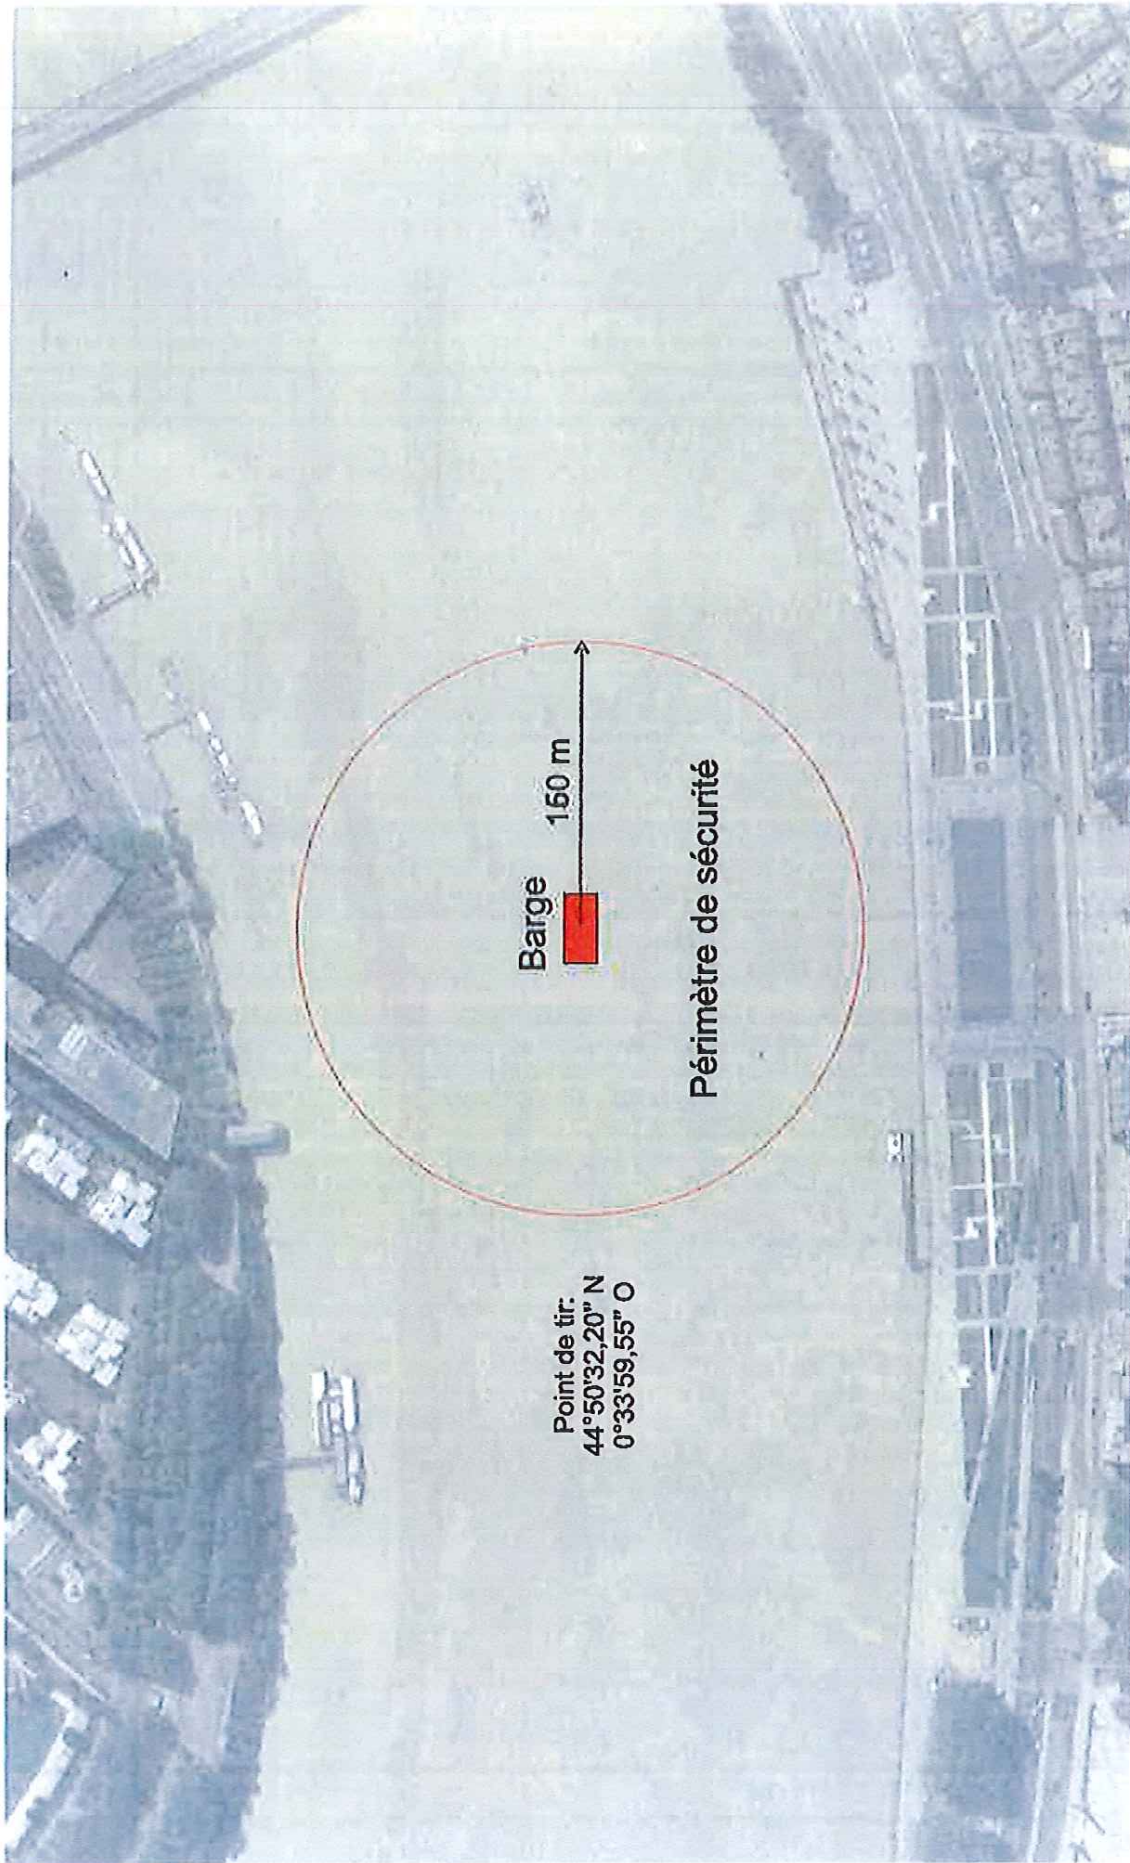 Barge
150 m
Périmètre de sécurité
Point de tir:
44°50'32,20" N
0°33'59,55" O